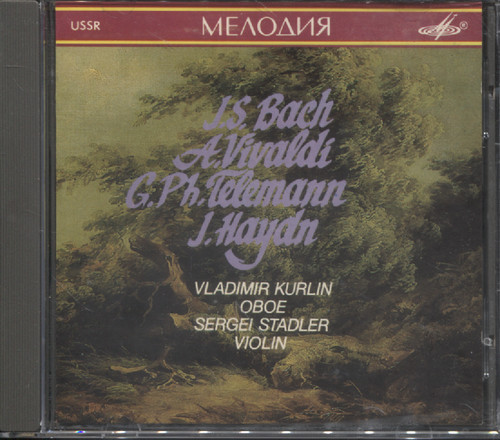 USSR МЕЛОДИЯ
J.S. Bach
A.Vivaldi
G.Ph.Telemann
J.Haydn
VLADIMIR KURLIN
OBOE
SERGEI STADLER
VIOLIN